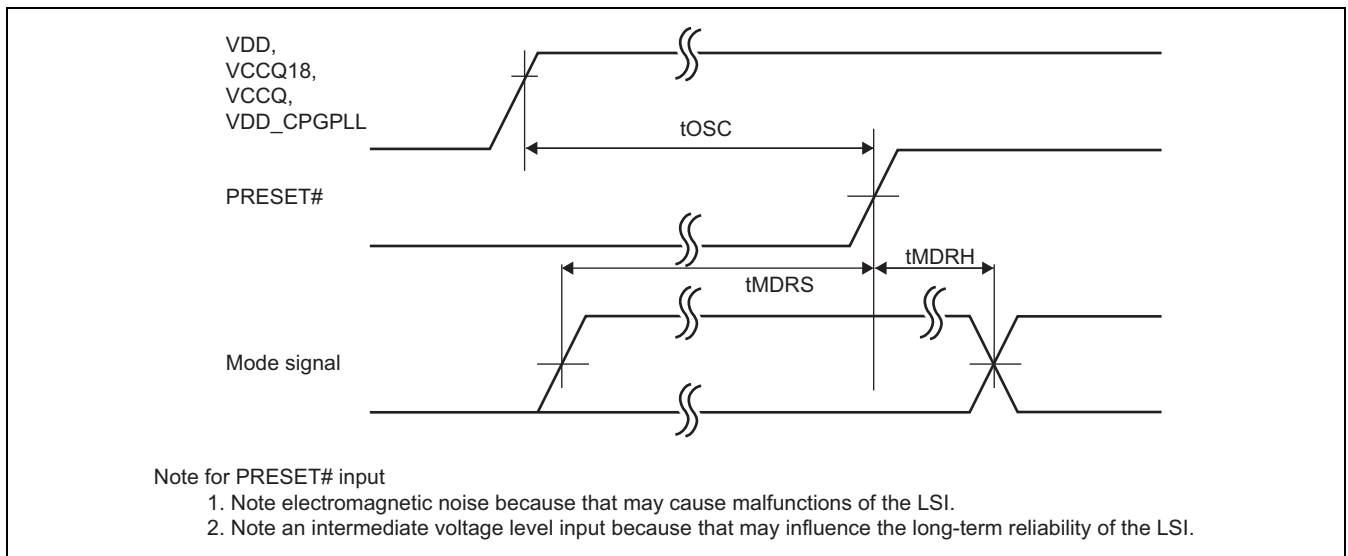 VDD,
VCCQ18,
VCCQ,
VDD_CPGPLL
tOSC
PRESET#
tMDRH
tMDRS
Mode signal
Note for PRESET# input
1. Note electromagnetic noise because that may cause malfunctions of the LSI.
2. Note an intermediate voltage level input because that may influence the long-term reliability of the LSI.